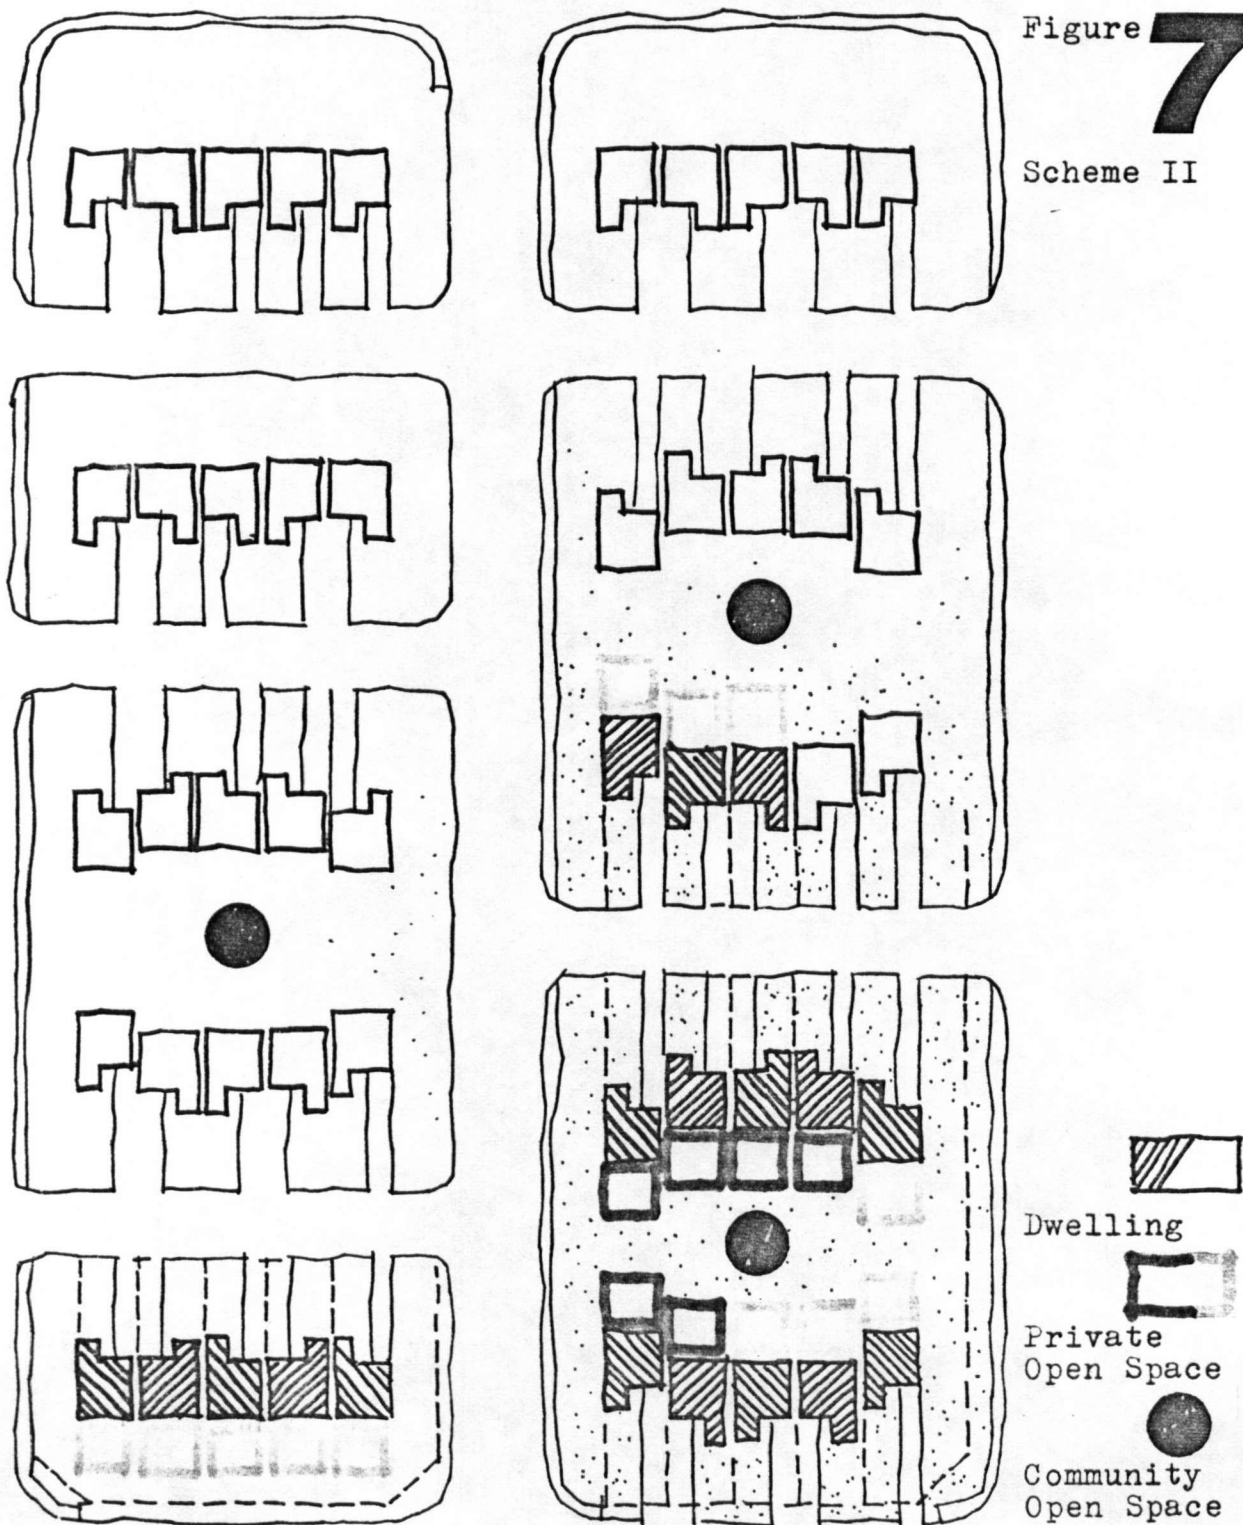 Figure 7
Scheme II
Dwelling
Private
Open Space
Community
Open Space